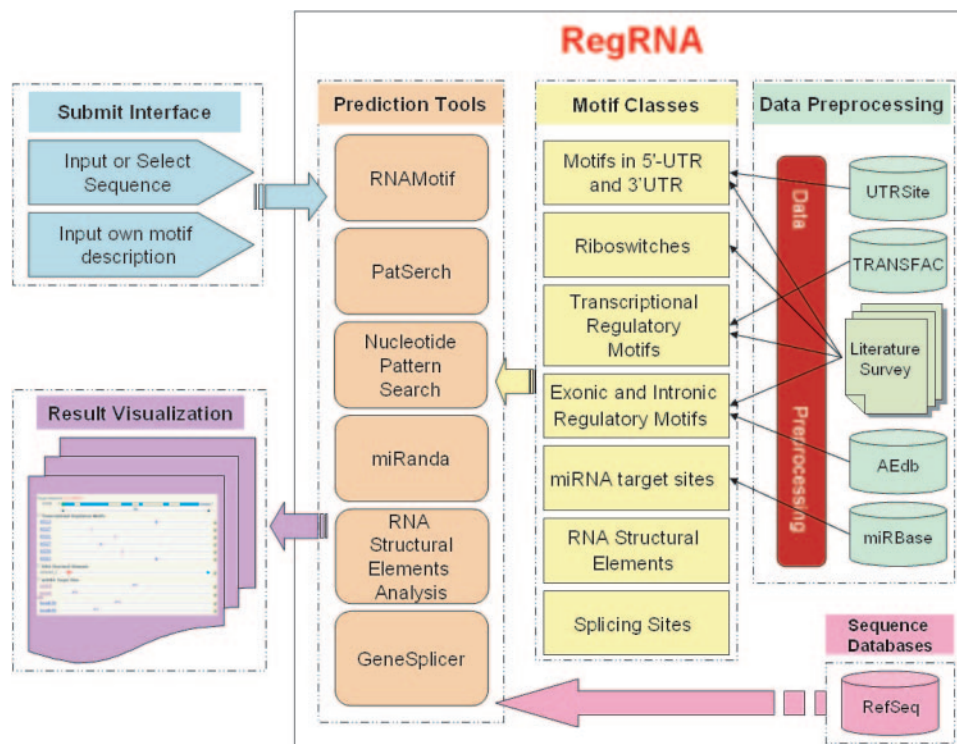 RegRNA
Submit Interface
Input or Select
Sequence
Input own motif
description
Result Visualization
Prediction Tools
RNAMotif
PatSerch
Nucleotide
Pattern
Search
miRanda
RNA
Structural
Elements
Analysis
GeneSplicer
Motif Classes
Motifs in 5'-UTR
and 3'UTR
Riboswitches
Transcriptional
Regulatory
Motifs
Exonic and Intronic
Regulatory Motifs
miRNA target sites
RNA Structural
Elements
Splicing Sites
Data Preprocessing
Data Preprocessing
UTRSite
TRANSFAC
Literature
Survey
AEdb
miRBase
Sequence
Databases
RefSeq